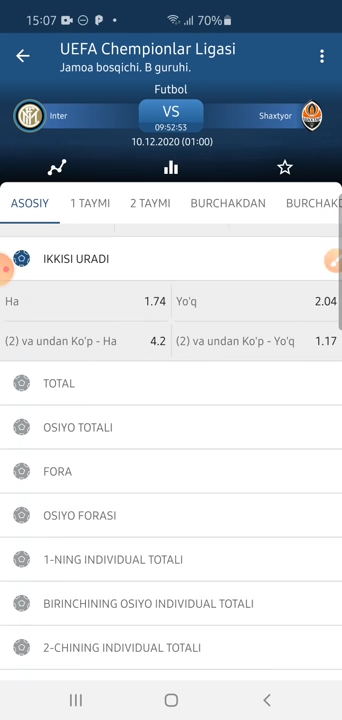 15:07 70%
UEFA Chempionlar Ligasi
Jamoa bosqichi. B guruhi.
Futbol
Inter VS Shaxtyor
09:52:53
10.12.2020 (01:00)
ASOSIY 1 TAYMI 2 TAYMI BURCHAKDAN BURCHAKD
IKKISI URADI
Ha 1.74 Yo'q 2.04
(2) va undan Ko'p - Ha 4.2 (2) va undan Ko'p - Yo'q 1.17
TOTAL
OSIYO TOTALI
FORA
OSIYO FORASI
1-NING INDIVIDUAL TOTALI
BIRINCHINING OSIYO INDIVIDUAL TOTALI
2-CHINING INDIVIDUAL TOTALI